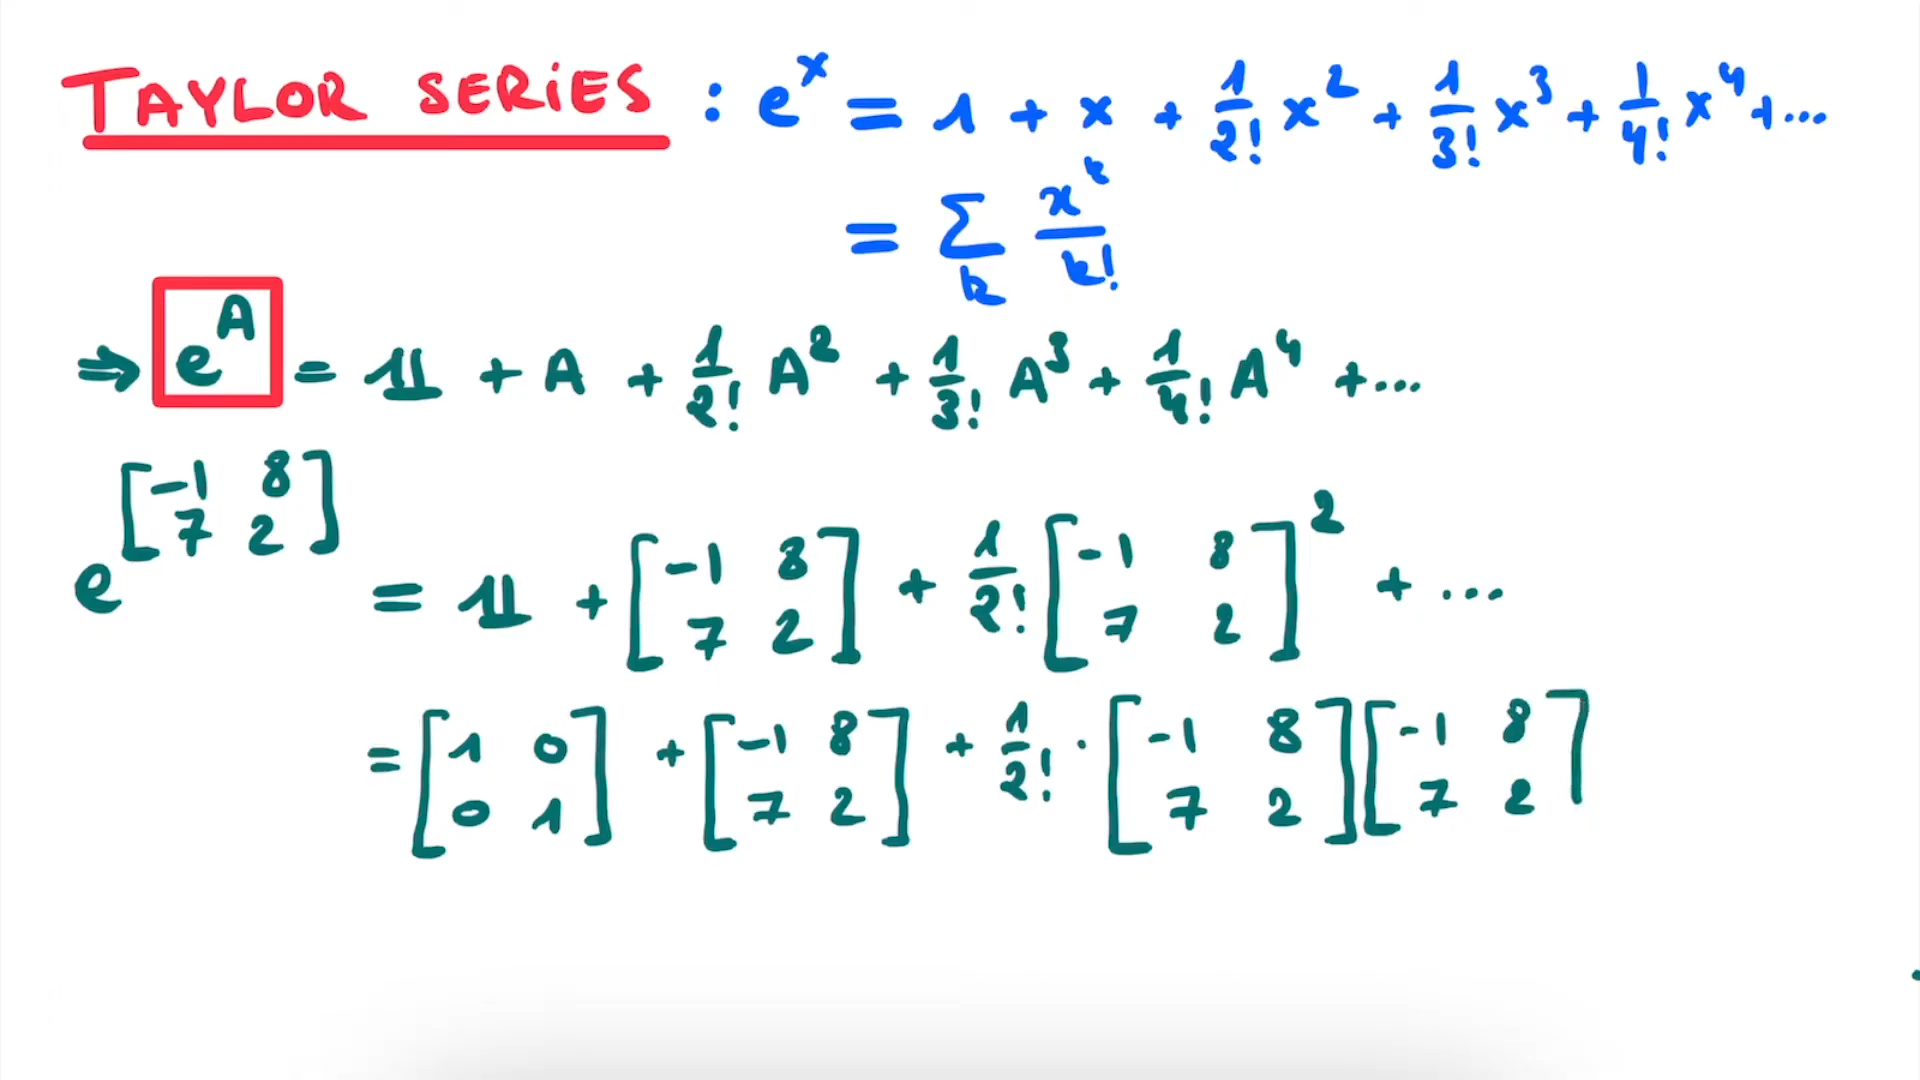 TAYLOR SERIES : e^x = 1 + x + 1/2! x^2 + 1/3! x^3 + 1/4! x^4 + ...
= Σ_k x^k/k!
⇒ e^A = 𝟙 + A + 1/2! A^2 + 1/3! A^3 + 1/4! A^4 + ...
e^[-1 8; 7 2] = 𝟙 + [-1 8; 7 2] + 1/2! [-1 8; 7 2]^2 + ...
= [1 0; 0 1] + [-1 8; 7 2] + 1/2! · [-1 8; 7 2] [-1 8; 7 2]